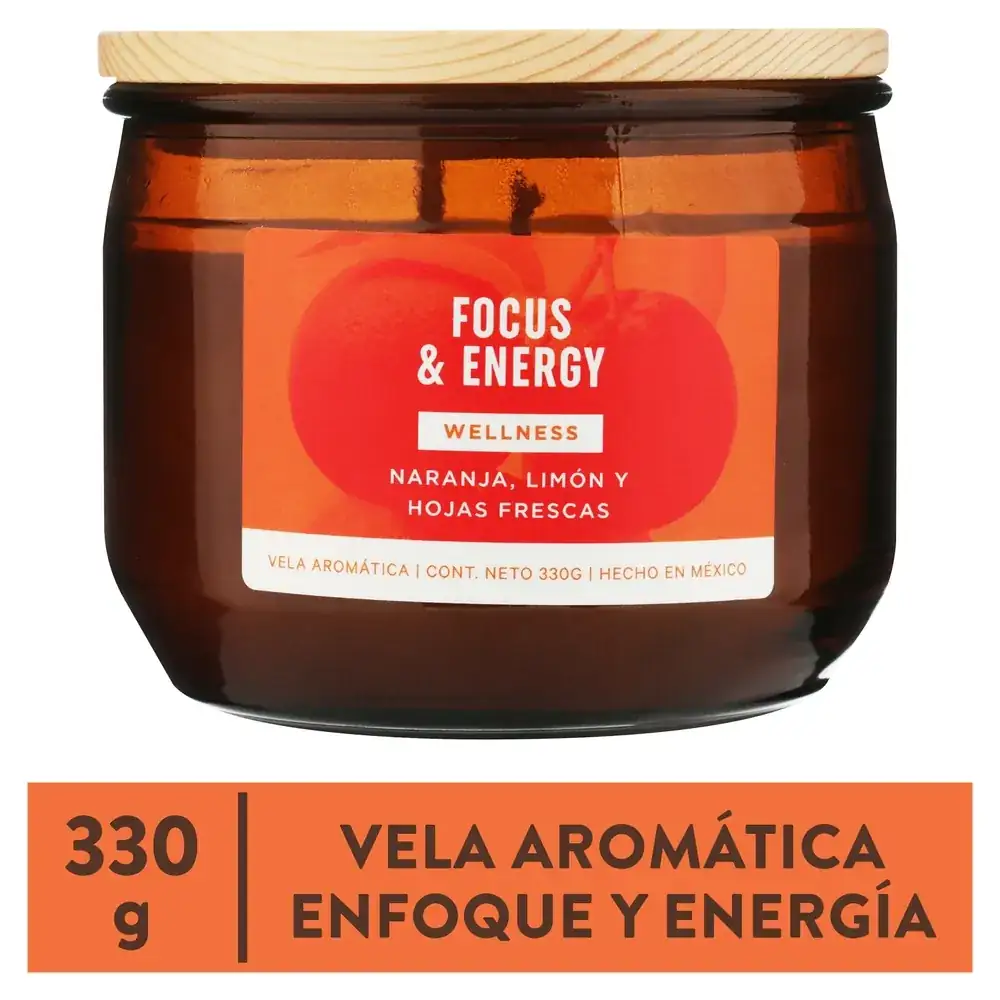 FOCUS
& ENERGY
WELLNESS
NARANJA, LIMÓN Y
HOJAS FRESCAS
VELA AROMÁTICA | CONT. NETO 330G | HECHO EN MÉXICO
330
g
VELA AROMÁTICA
ENFOQUE Y ENERGÍA